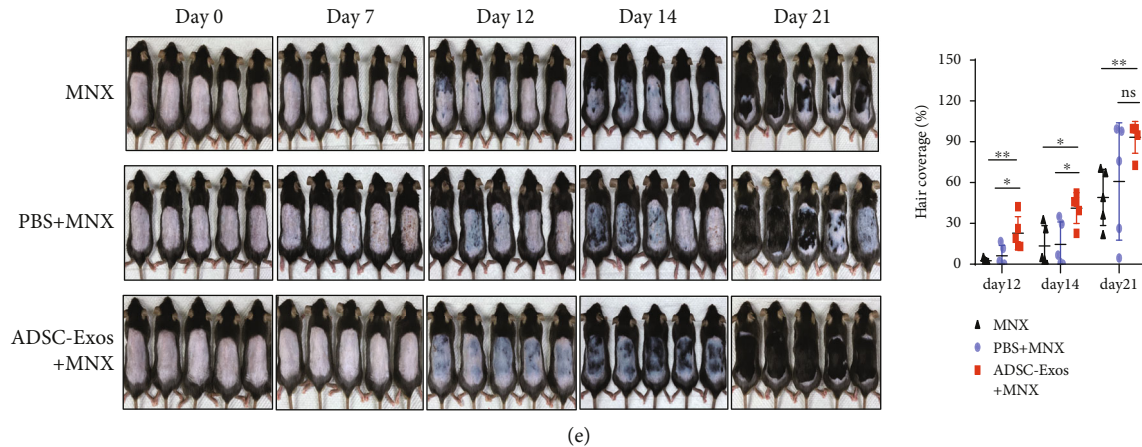 Day 0 Day 7 Day 12 Day 14 Day 21
MNX
PBS+MNX
ADSC-Exos
+MNX
Hair coverage (%)
150
120
90
60
30
0
** 
ns
** 
*
*
*
day12 day14 day21
MNX
PBS+MNX
ADSC-Exos
+MNX
(e)